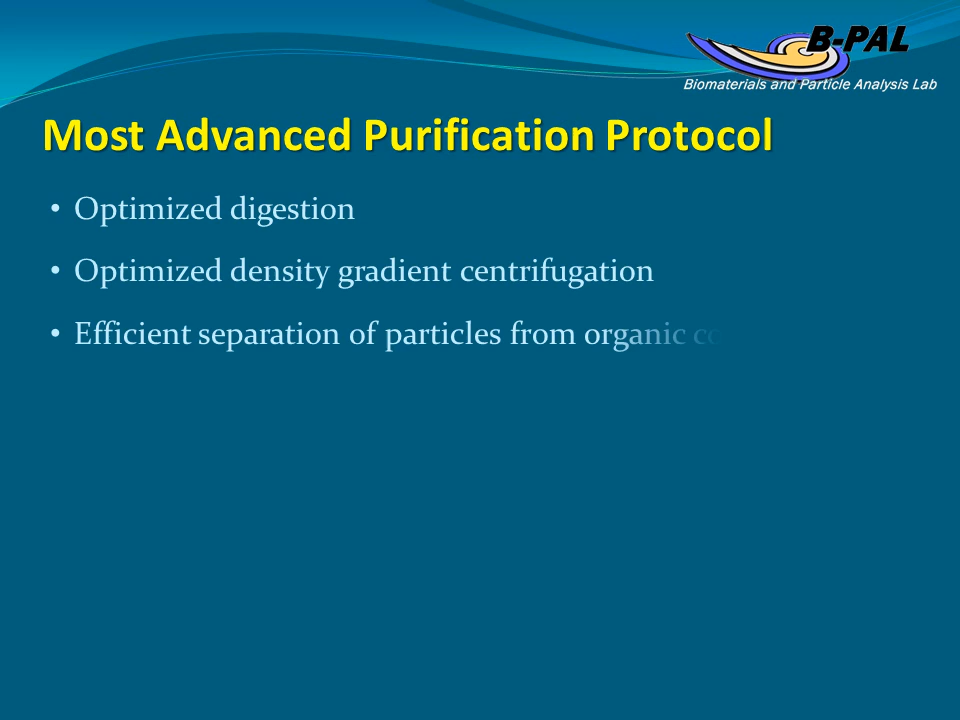 B-PAL
Biomaterials and Particle Analysis Lab
Most Advanced Purification Protocol
• Optimized digestion
• Optimized density gradient centrifugation
• Efficient separation of particles from organic